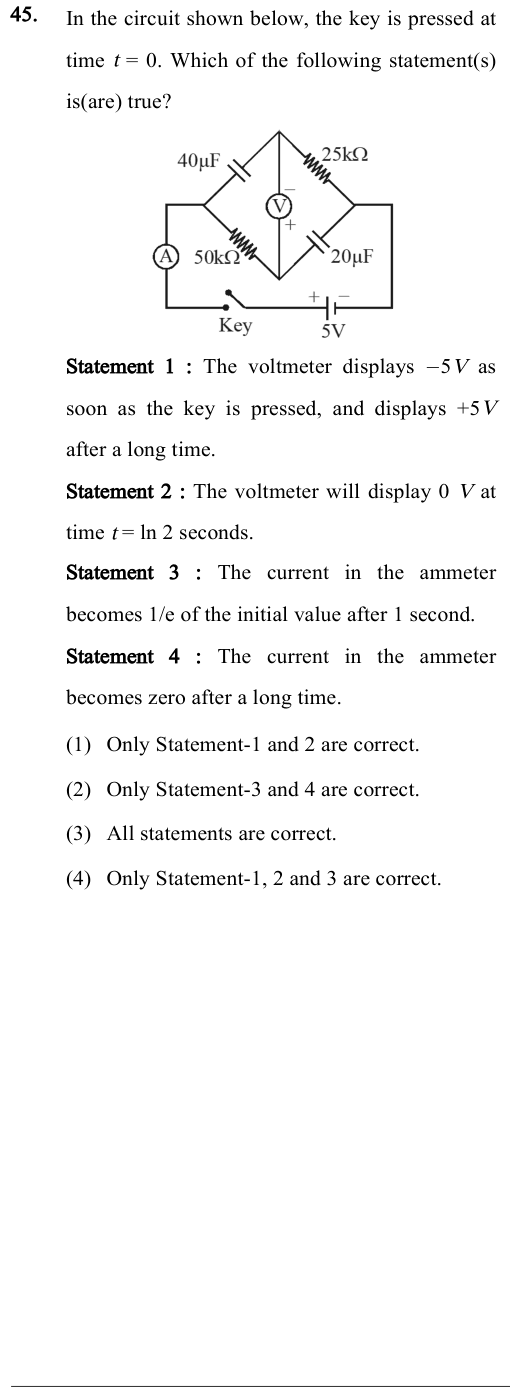 45. In the circuit shown below, the key is pressed at
time t = 0. Which of the following statement(s)
is(are) true?
40μF
25kΩ
−
V
+
A
50kΩ
20μF
+ −
Key
5V
Statement 1 : The voltmeter displays −5V as
soon as the key is pressed, and displays +5V
after a long time.
Statement 2 : The voltmeter will display 0 V at
time t = ln 2 seconds.
Statement 3 : The current in the ammeter
becomes 1/e of the initial value after 1 second.
Statement 4 : The current in the ammeter
becomes zero after a long time.
(1) Only Statement-1 and 2 are correct.
(2) Only Statement-3 and 4 are correct.
(3) All statements are correct.
(4) Only Statement-1, 2 and 3 are correct.